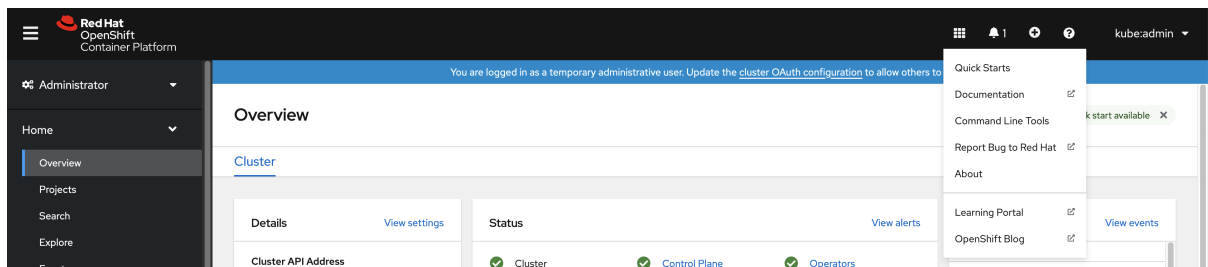 Red Hat
OpenShift
Container Platform
1
kube:admin
Administrator
You are logged in as a temporary administrative user. Update the cluster OAuth configuration to allow others to
Quick Starts
Documentation
Command Line Tools
Report Bug to Red Hat
About
Learning Portal
OpenShift Blog
Home
Overview
Projects
Search
Explore
Overview
start available
Cluster
Details
View settings
Status
View alerts
View events
Cluster API Address
Cluster
Control Plane
Operators